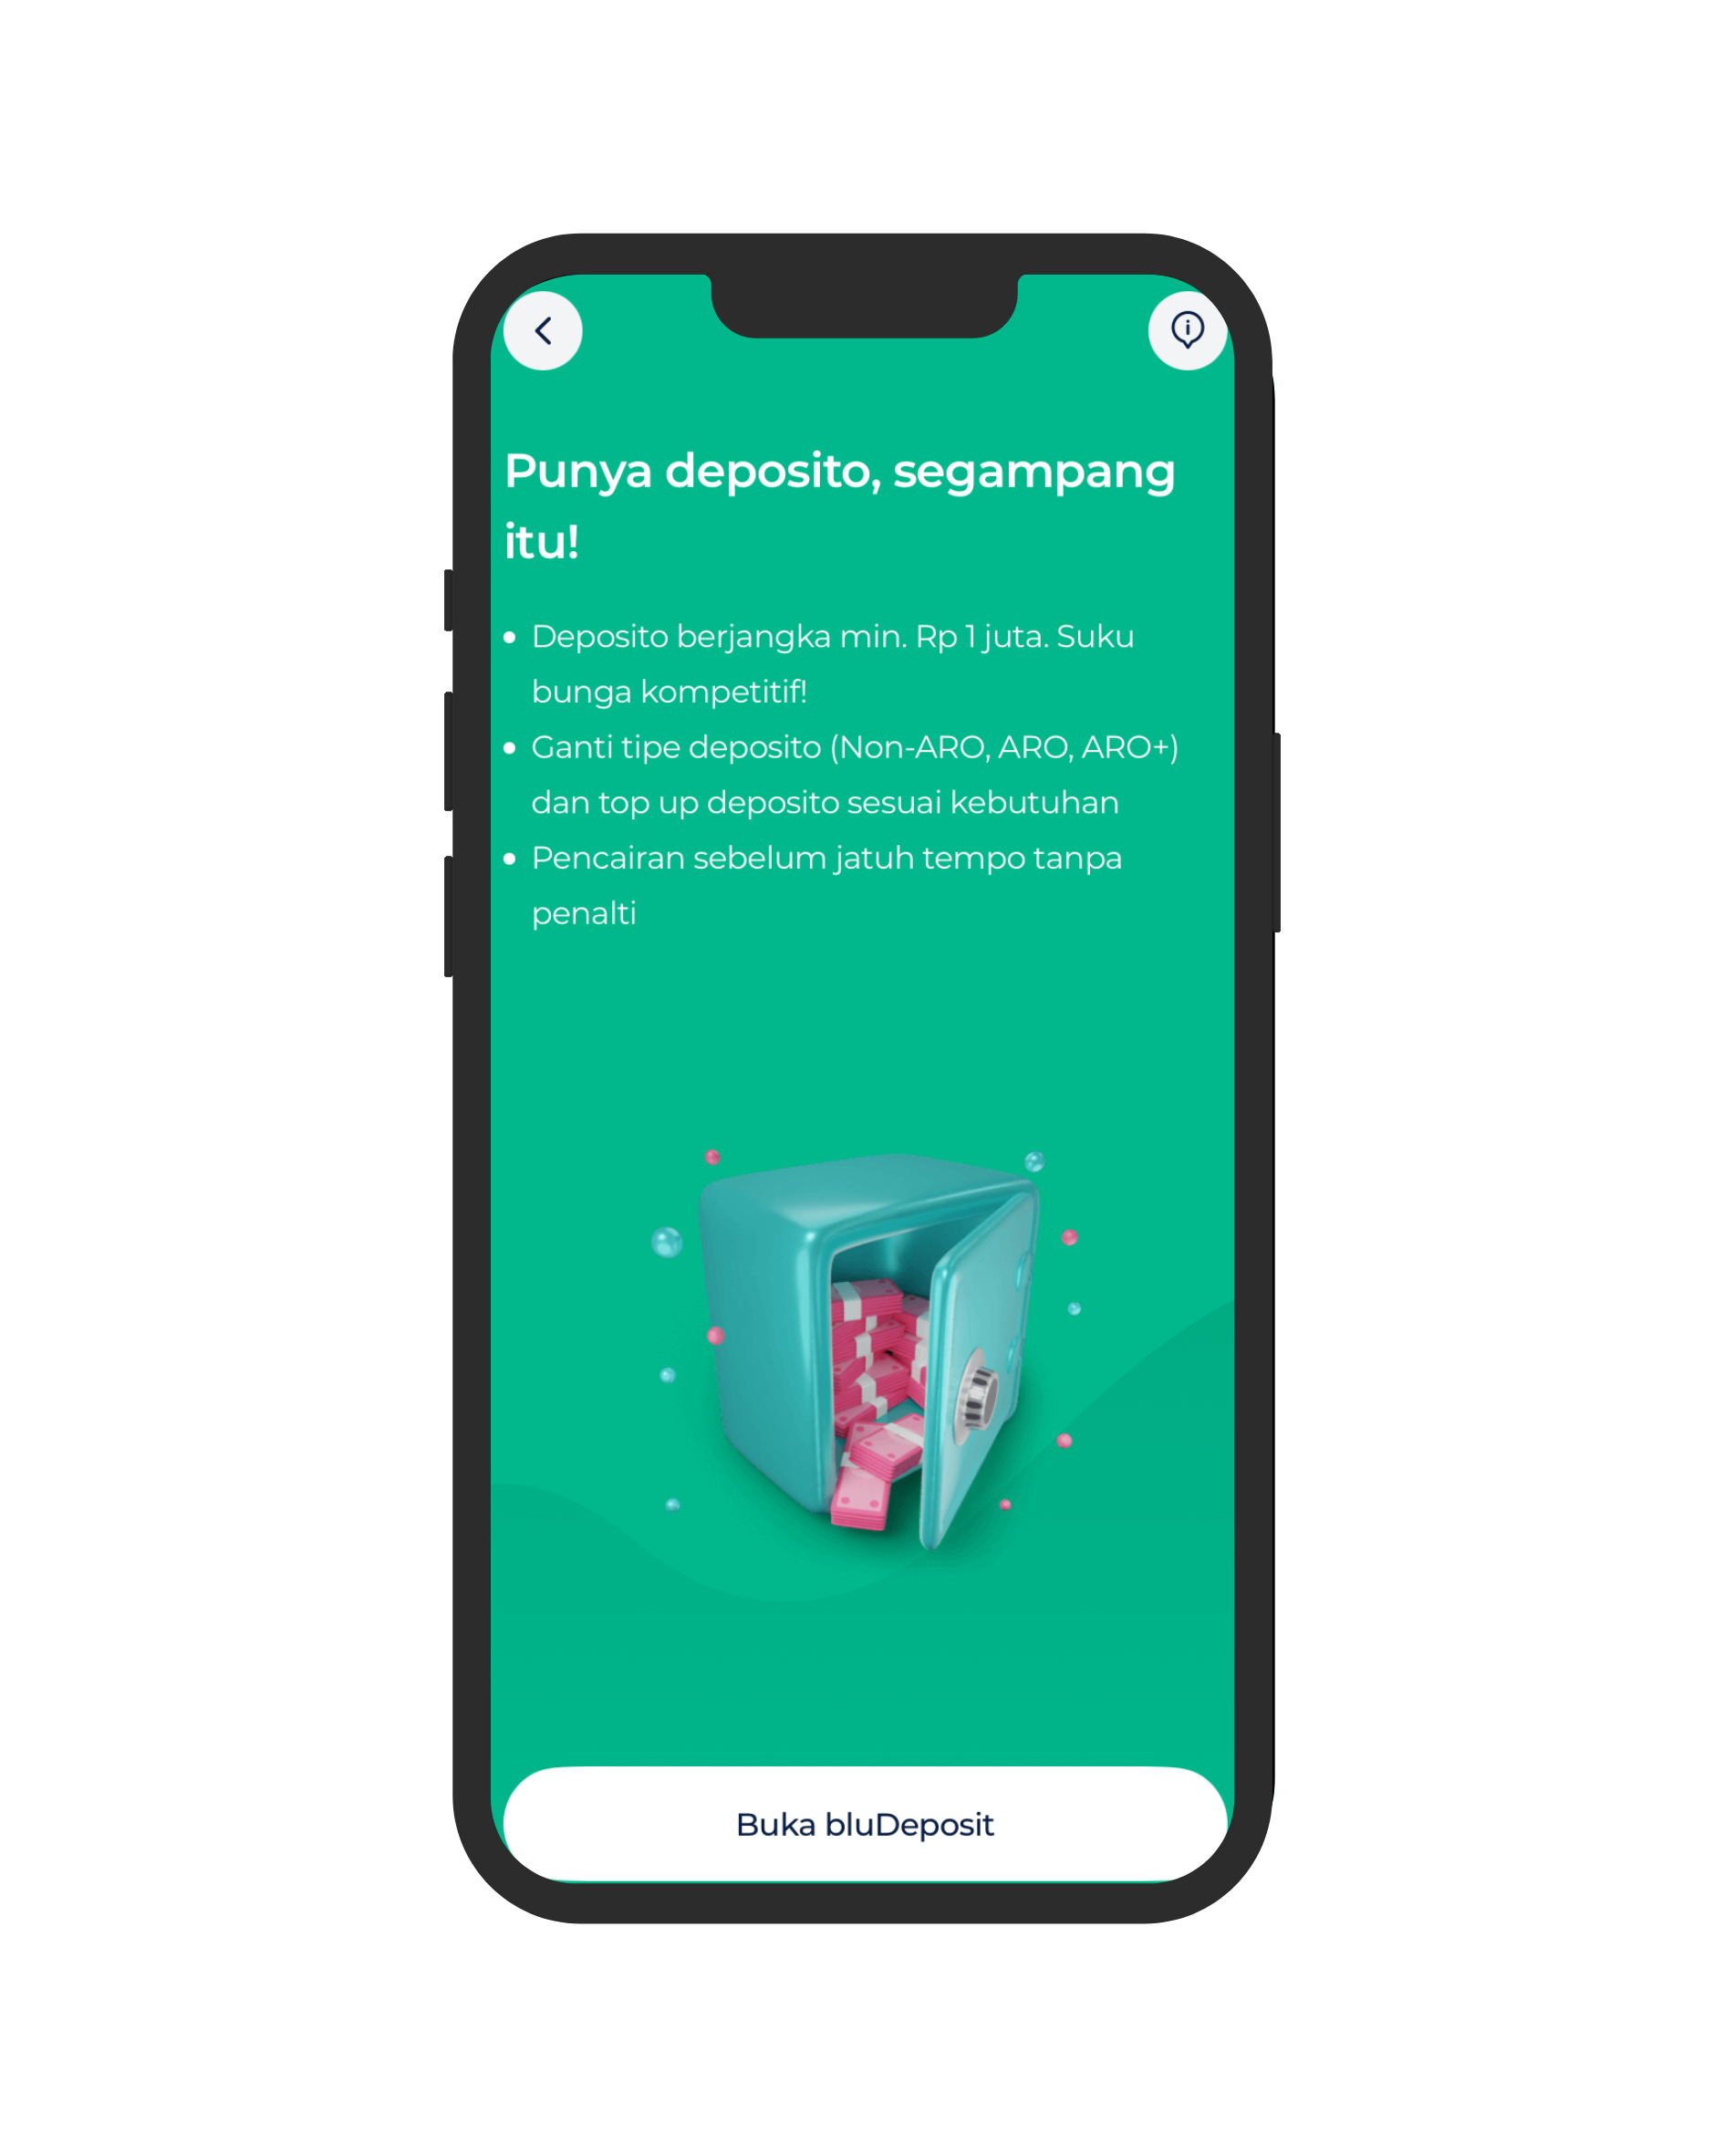 Punya deposito, segampang
itu!
Deposito berjangka min. Rp 1 juta. Suku
bunga kompetitif!
Ganti tipe deposito (Non-ARO, ARO, ARO+)
dan top up deposito sesuai kebutuhan
Pencairan sebelum jatuh tempo tanpa
penalti
Buka bluDeposit